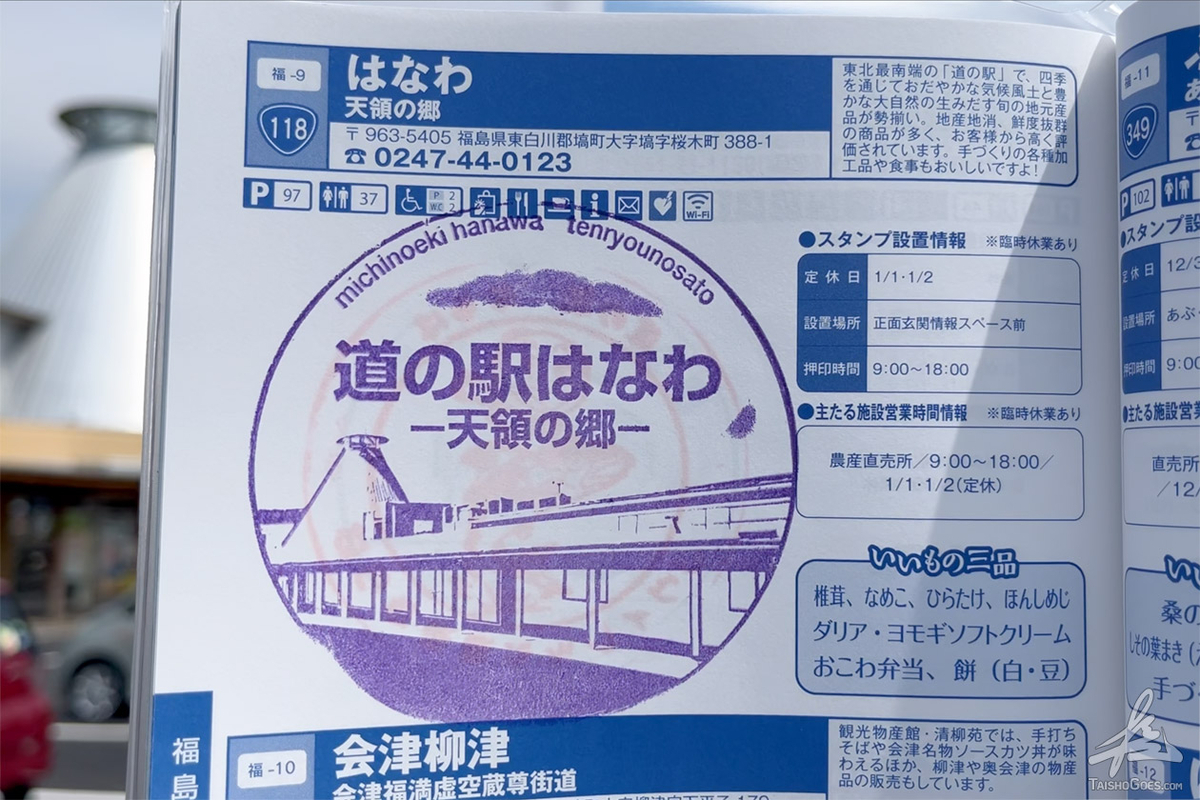 福-9
はなわ
天領の郷
118
〒963-5405 福島県東白川郡塙町大字塙字桜木町 388-1
☎ 0247-44-0123
東北最南端の「道の駅」で、四季
を通じておだやかな気候風土と豊
かな大自然の生みだす旬の地元産
品が勢揃い。地産地消、鮮度抜群
の商品が多く、お客様から高く評
価されています。手づくりの各種加
工品や食事もおいしいですよ!
P 97
37
P 2
W.C 2
i
Wi-Fi
michinoeki hanawa tenryounosato
道の駅はなわ
−天領の郷−
●スタンプ設置情報 ※臨時休業あり
定休日 1/1・1/2
設置場所 正面玄関情報スペース前
押印時間 9:00〜18:00
●主たる施設営業時間情報 ※臨時休業あり
農産直売所/9:00〜18:00/
1/1・1/2(定休)
いいもの三品
椎茸、なめこ、ひらたけ、ほんしめじ
ダリア・ヨモギソフトクリーム
おこわ弁当、餅(白・豆)
福島
福-10
会津柳津
会津福満虚空蔵尊街道
観光物産館・清柳苑では、手打ち
そばや会津名物ソースカツ丼が味
わえるほか、柳津や奥会津の物産
品の販売もしています。
福-11
349
〒
P 102
●スタンプ設
定休日 12/3
設置場所 あぶ
押印時間 9:00
●主たる施設営業
直売所
/12
いい
桑の
しその葉まき(
手づ
-12
TAISHOGOES.COM